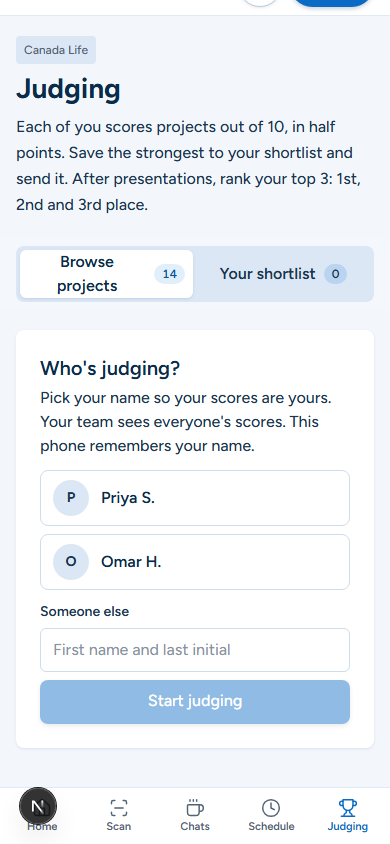 Canada Life
Judging
Each of you scores projects out of 10, in half
points. Save the strongest to your shortlist and
send it. After presentations, rank your top 3: 1st,
2nd and 3rd place.
Browse
projects
14
Your shortlist 0
Who's judging?
Pick your name so your scores are yours.
Your team sees everyone's scores. This
phone remembers your name.
P Priya S.
O Omar H.
Someone else
First name and last initial
Start judging
N
Home Scan Chats Schedule Judging